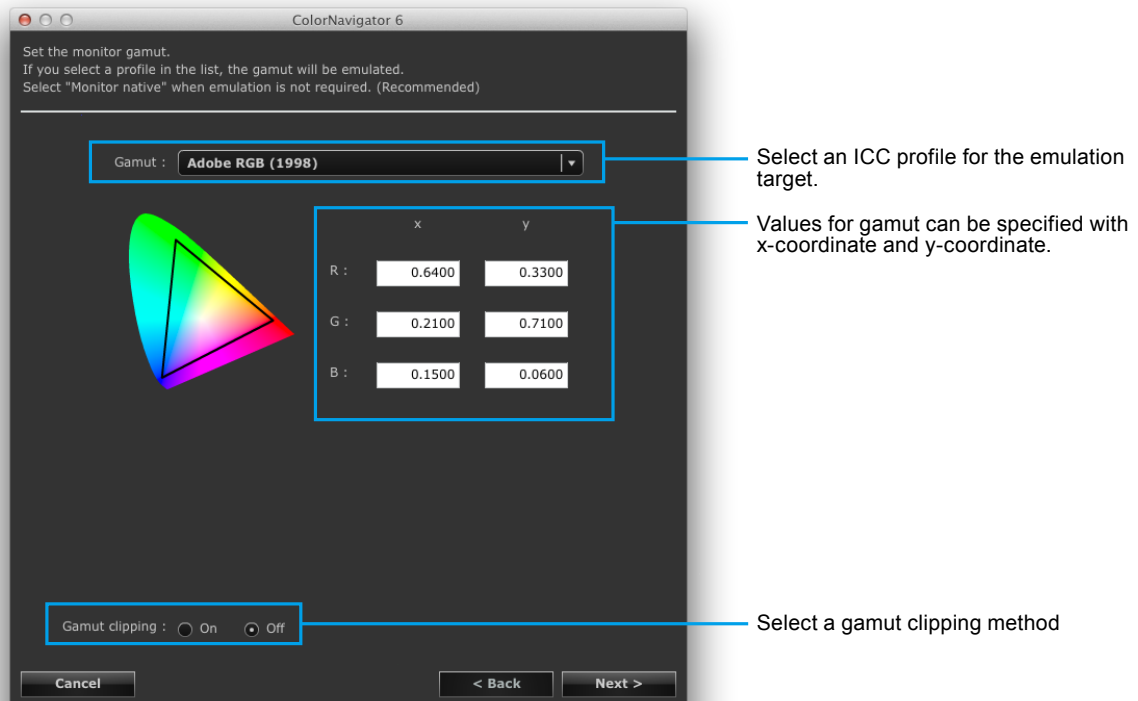 ColorNavigator 6
Set the monitor gamut.
If you select a profile in the list, the gamut will be emulated.
Select "Monitor native" when emulation is not required. (Recommended)
Gamut : Adobe RGB (1998)
Select an ICC profile for the emulation
target.
x y
Values for gamut can be specified with
x-coordinate and y-coordinate.
R : 0.6400 0.3300
G : 0.2100 0.7100
B : 0.1500 0.0600
Gamut clipping : On Off
Select a gamut clipping method
Cancel < Back Next >